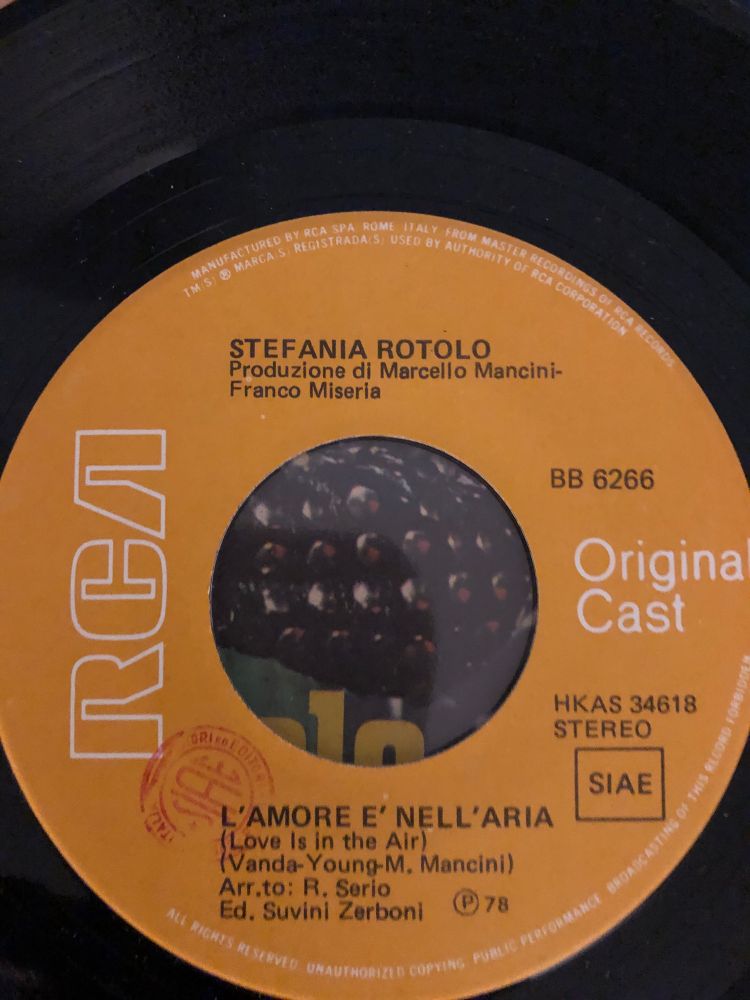 MANUFACTURED BY RCA SPA ROME ITALY FROM MASTER RECORDINGS OF RCA RECORDS.
TM(S) ® MARCA(S) REGISTRADA(S) USED BY AUTHORITY OF RCA CORPORATION
STEFANIA ROTOLO
Produzione di Marcello Mancini-
Franco Miseria
RCA
BB 6266
Original
Cast
HKAS 34618
STEREO
SIAE
L'AMORE E' NELL'ARIA
(Love Is in the Air)
(Vanda-Young-M. Mancini)
Arr.to: R. Serio
Ed. Suvini Zerboni
Ⓟ 78
ALL RIGHTS RESERVED. UNAUTHORIZED COPYING, PUBLIC PERFORMANCE, BROADCASTING OF THIS RECORD FORBIDDEN
SIAE
olo